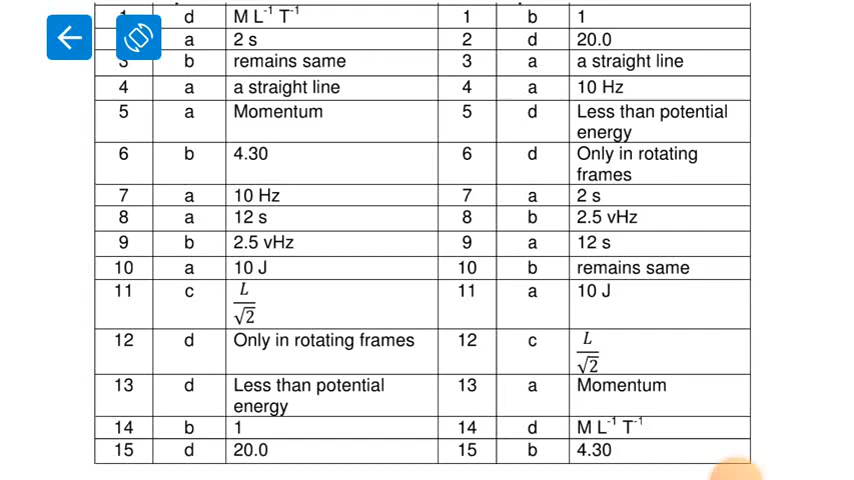 1 d M L⁻¹ T⁻¹ 1 b 1
a 2 s 2 d 20.0
3 b remains same 3 a a straight line
4 a a straight line 4 a 10 Hz
5 a Momentum 5 d Less than potential
energy
6 b 4.30 6 d Only in rotating
frames
7 a 10 Hz 7 a 2 s
8 a 12 s 8 b 2.5 vHz
9 b 2.5 vHz 9 a 12 s
10 a 10 J 10 b remains same
11 c L/√2 11 a 10 J
12 d Only in rotating frames 12 c L/√2
13 d Less than potential 13 a Momentum
energy
14 b 1 14 d M L⁻¹ T⁻¹
15 d 20.0 15 b 4.30